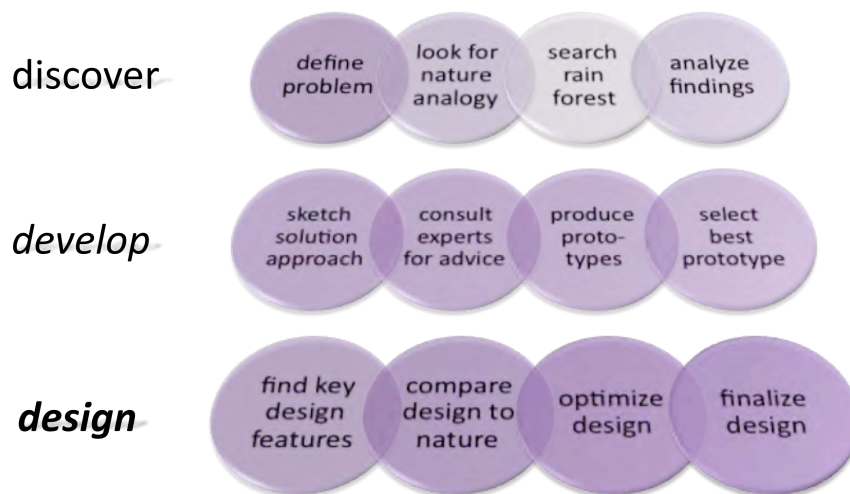 discover
define
problem
look for
nature
analogy
search
rain
forest
analyze
findings
develop
sketch
solution
approach
consult
experts
for advice
produce
proto-
types
select
best
prototype
design
find key
design
features
compare
design to
nature
optimize
design
finalize
design